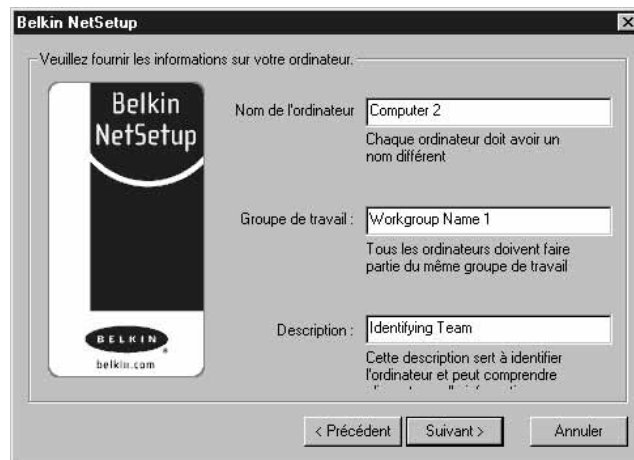 Belkin NetSetup
Veuillez fournir les informations sur votre ordinateur.
Belkin
NetSetup
BELKIN
belkin.com
Nom de l'ordinateur
Computer 2
Chaque ordinateur doit avoir un
nom différent
Groupe de travail :
Workgroup Name 1
Tous les ordinateurs doivent faire
partie du même groupe de travail
Description :
Identifying Team
Cette description sert à identifier
l'ordinateur et peut comprendre
< Précédent
Suivant >
Annuler